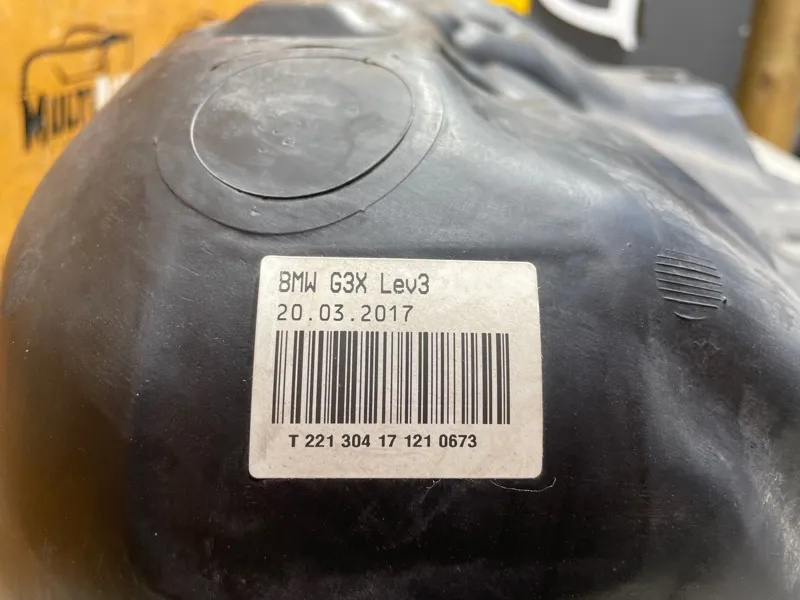 BMW G3X Lev3
20.03.2017
T 221 304 17 121 0673